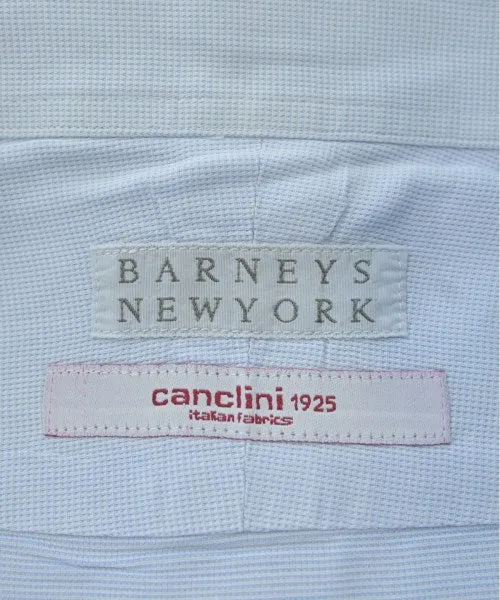 BARNEYS
NEWYORK
canclini 1925
italian fabrics